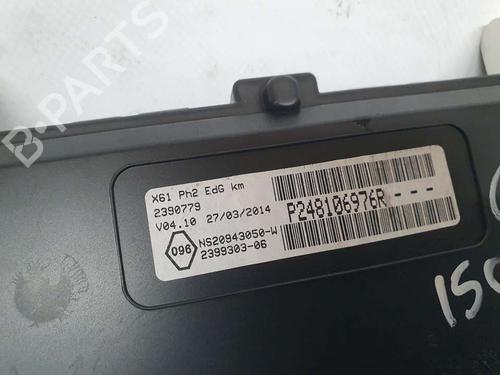 B-PARTS
X61 Ph2 EdG km
2390779
V04.10 27/03/2014
P248106976R---
096
NS20943050-W
2399303-06